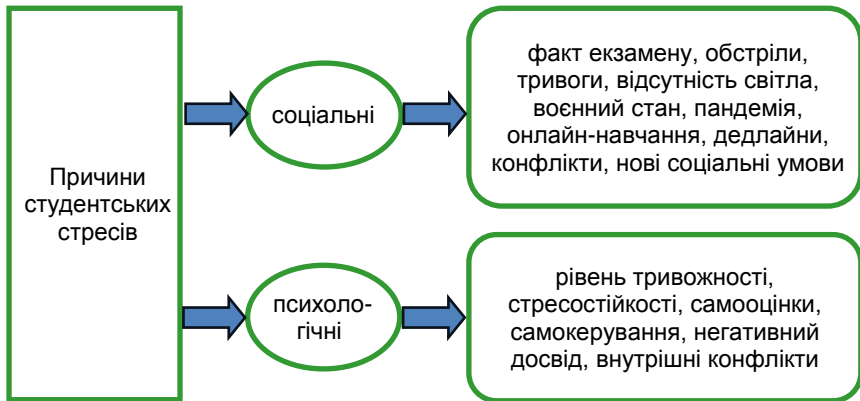 Причини
студентських
стресів
соціальні
факт екзамену, обстріли,
тривоги, відсутність світла,
воєнний стан, пандемія,
онлайн-навчання, дедлайни,
конфлікти, нові соціальні умови
психоло-
гічні
рівень тривожності,
стресостійкості, самооцінки,
самокерування, негативний
досвід, внутрішні конфлікти